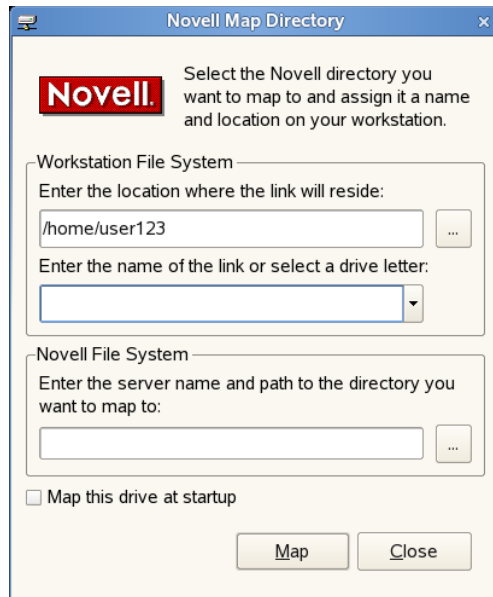 Novell Map Directory
Novell.
Select the Novell directory you
want to map to and assign it a name
and location on your workstation.
Workstation File System
Enter the location where the link will reside:
/home/user123
...
Enter the name of the link or select a drive letter:
Novell File System
Enter the server name and path to the directory you
want to map to:
...
Map this drive at startup
Map
Close